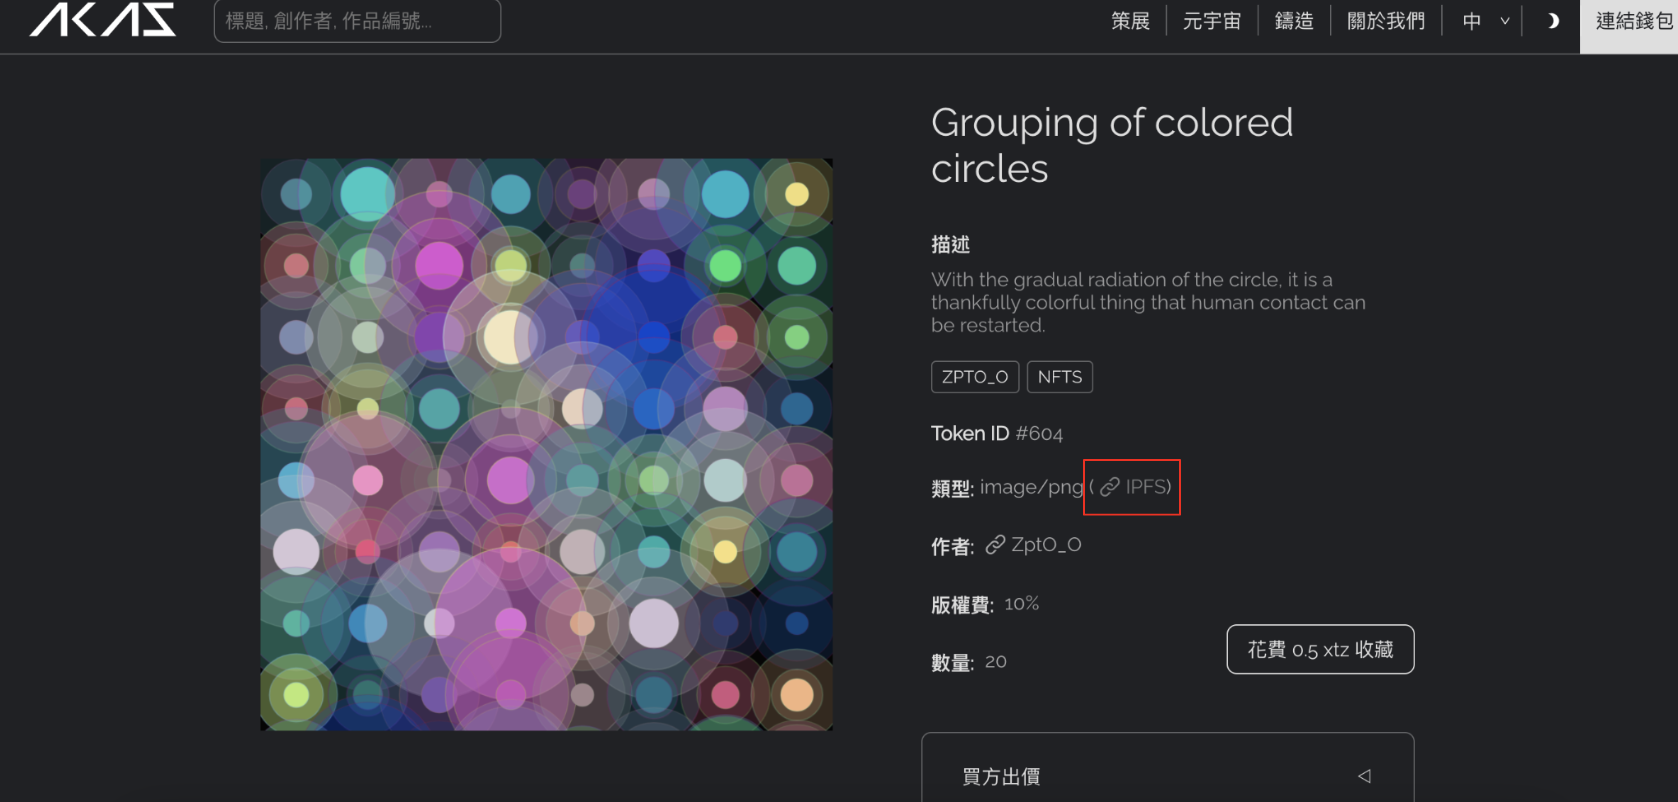 AKAS
標題, 創作者, 作品編號...
策展
元宇宙
鑄造
關於我們
中
連結錢包
Grouping of colored
circles
描述
With the gradual radiation of the circle, it is a
thankfully colorful thing that human contact can
be restarted.
ZPTO_O NFTS
Token ID #604
類型: image/png ( IPFS)
作者: ZptO_O
版權費: 10%
數量: 20
花費 0.5 xtz 收藏
買方出價